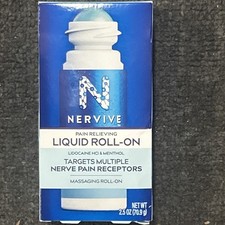 N
NERVIVE
PAIN RELIEVING
LIQUID ROLL-ON
LIDOCAINE HCl & MENTHOL
TARGETS MULTIPLE
NERVE PAIN RECEPTORS
MASSAGING ROLL-ON
NET WT
2.5 OZ (70.9 g)